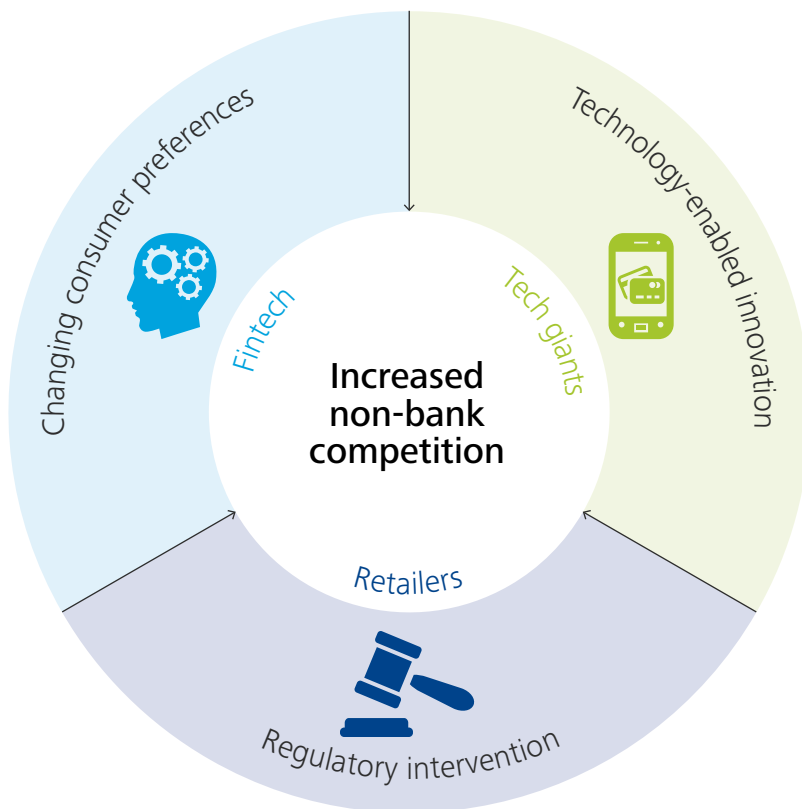 Changing consumer preferences
Technology-enabled innovation
Fintech
Tech giants
Increased
non-bank
competition
Retailers
Regulatory intervention